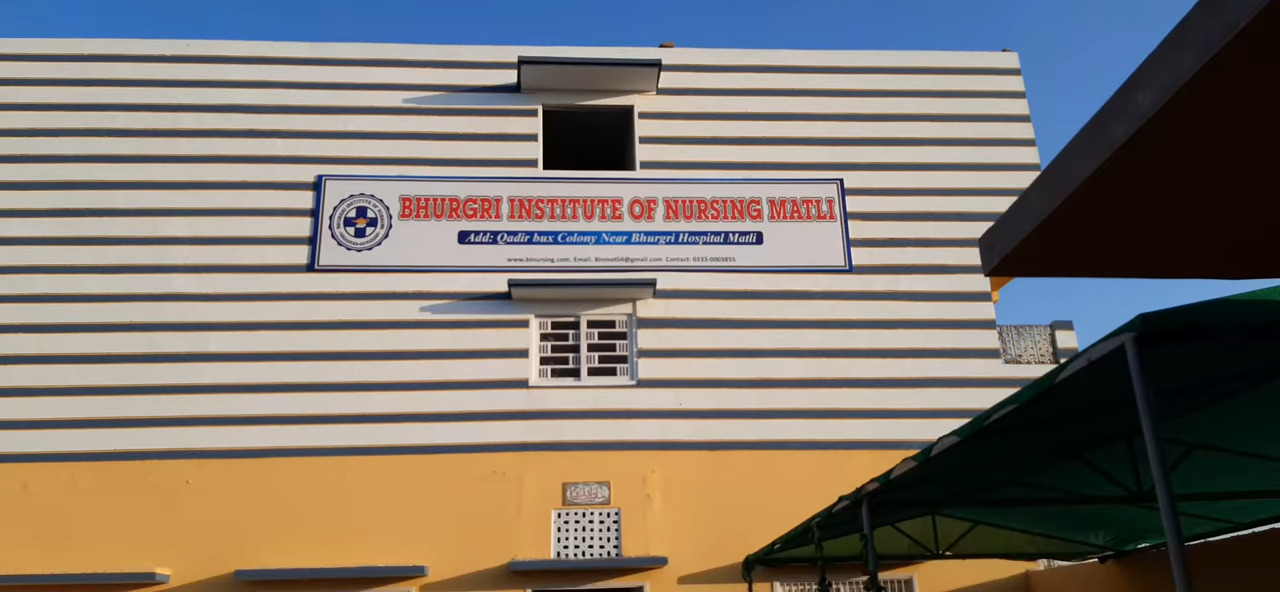 BHURGRI INSTITUTE OF NURSING MATLI
Add: Qadir bux Colony Near Bhurgri Hospital Matli
www.binursing.com. Email. Binmatli4@gmail.com Contact: 0333-0003855